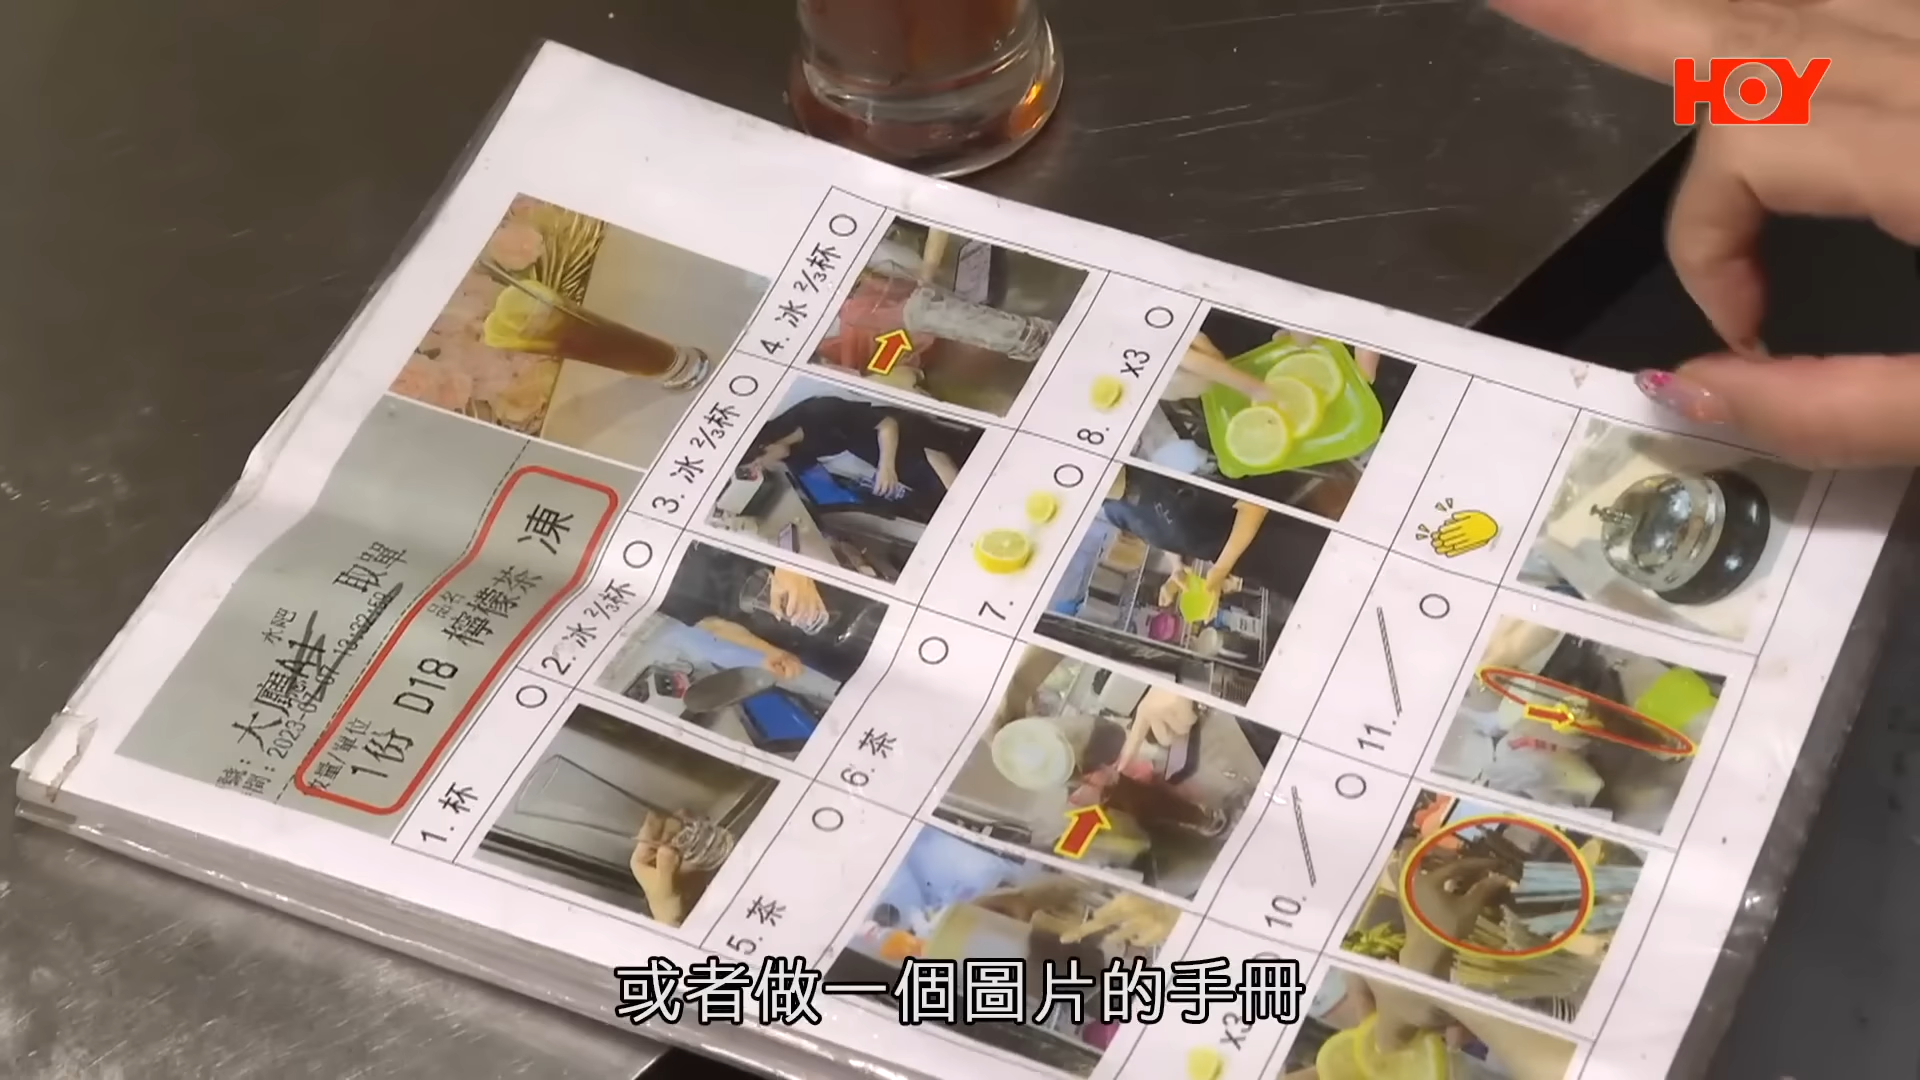 HOY
水吧
大廳A1
取單
數量/單位
品名
1份 D18 檸檬茶 凍
1. 杯
2. 冰 ⅔杯
3. 冰 ⅔杯
4. 冰 ⅔杯
5. 茶
6. 茶
7.
8. X3
X3
10.
11.
或者做一個圖片的手冊